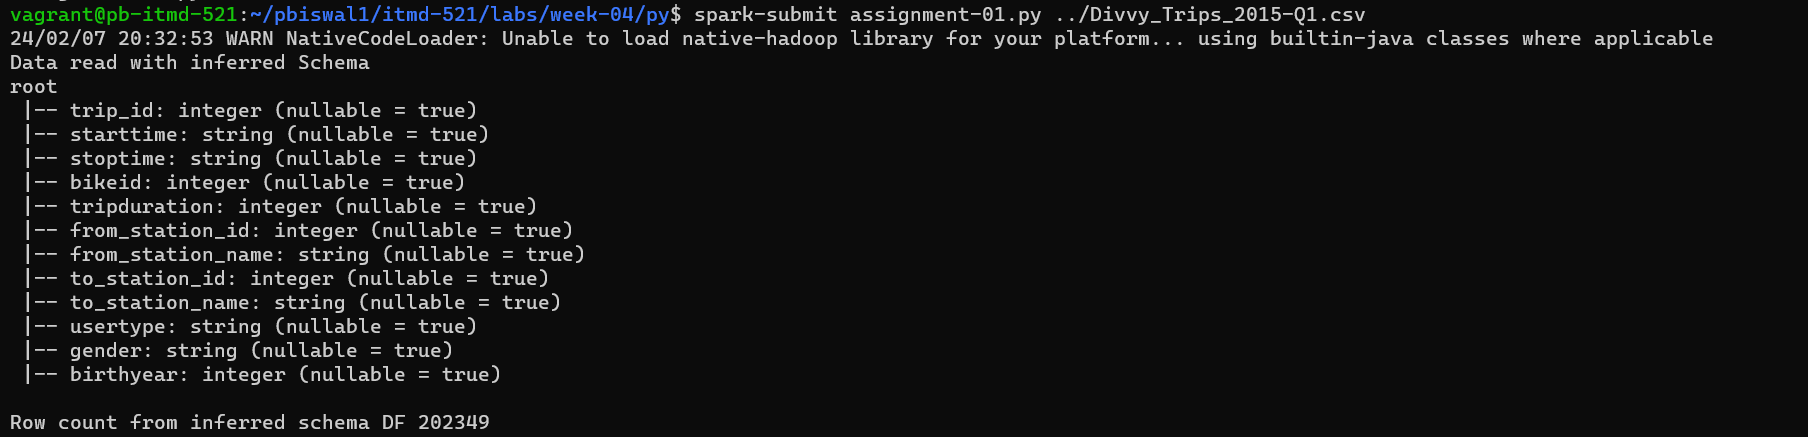 vagrant@pb-itmd-521:~/pbiswal1/itmd-521/labs/week-04/py$ spark-submit assignment-01.py ../Divvy_Trips_2015-Q1.csv
24/02/07 20:32:53 WARN NativeCodeLoader: Unable to load native-hadoop library for your platform... using builtin-java classes where applicable
Data read with inferred Schema
root
 |-- trip_id: integer (nullable = true)
 |-- starttime: string (nullable = true)
 |-- stoptime: string (nullable = true)
 |-- bikeid: integer (nullable = true)
 |-- tripduration: integer (nullable = true)
 |-- from_station_id: integer (nullable = true)
 |-- from_station_name: string (nullable = true)
 |-- to_station_id: integer (nullable = true)
 |-- to_station_name: string (nullable = true)
 |-- usertype: string (nullable = true)
 |-- gender: string (nullable = true)
 |-- birthyear: integer (nullable = true)
Row count from inferred schema DF 202349